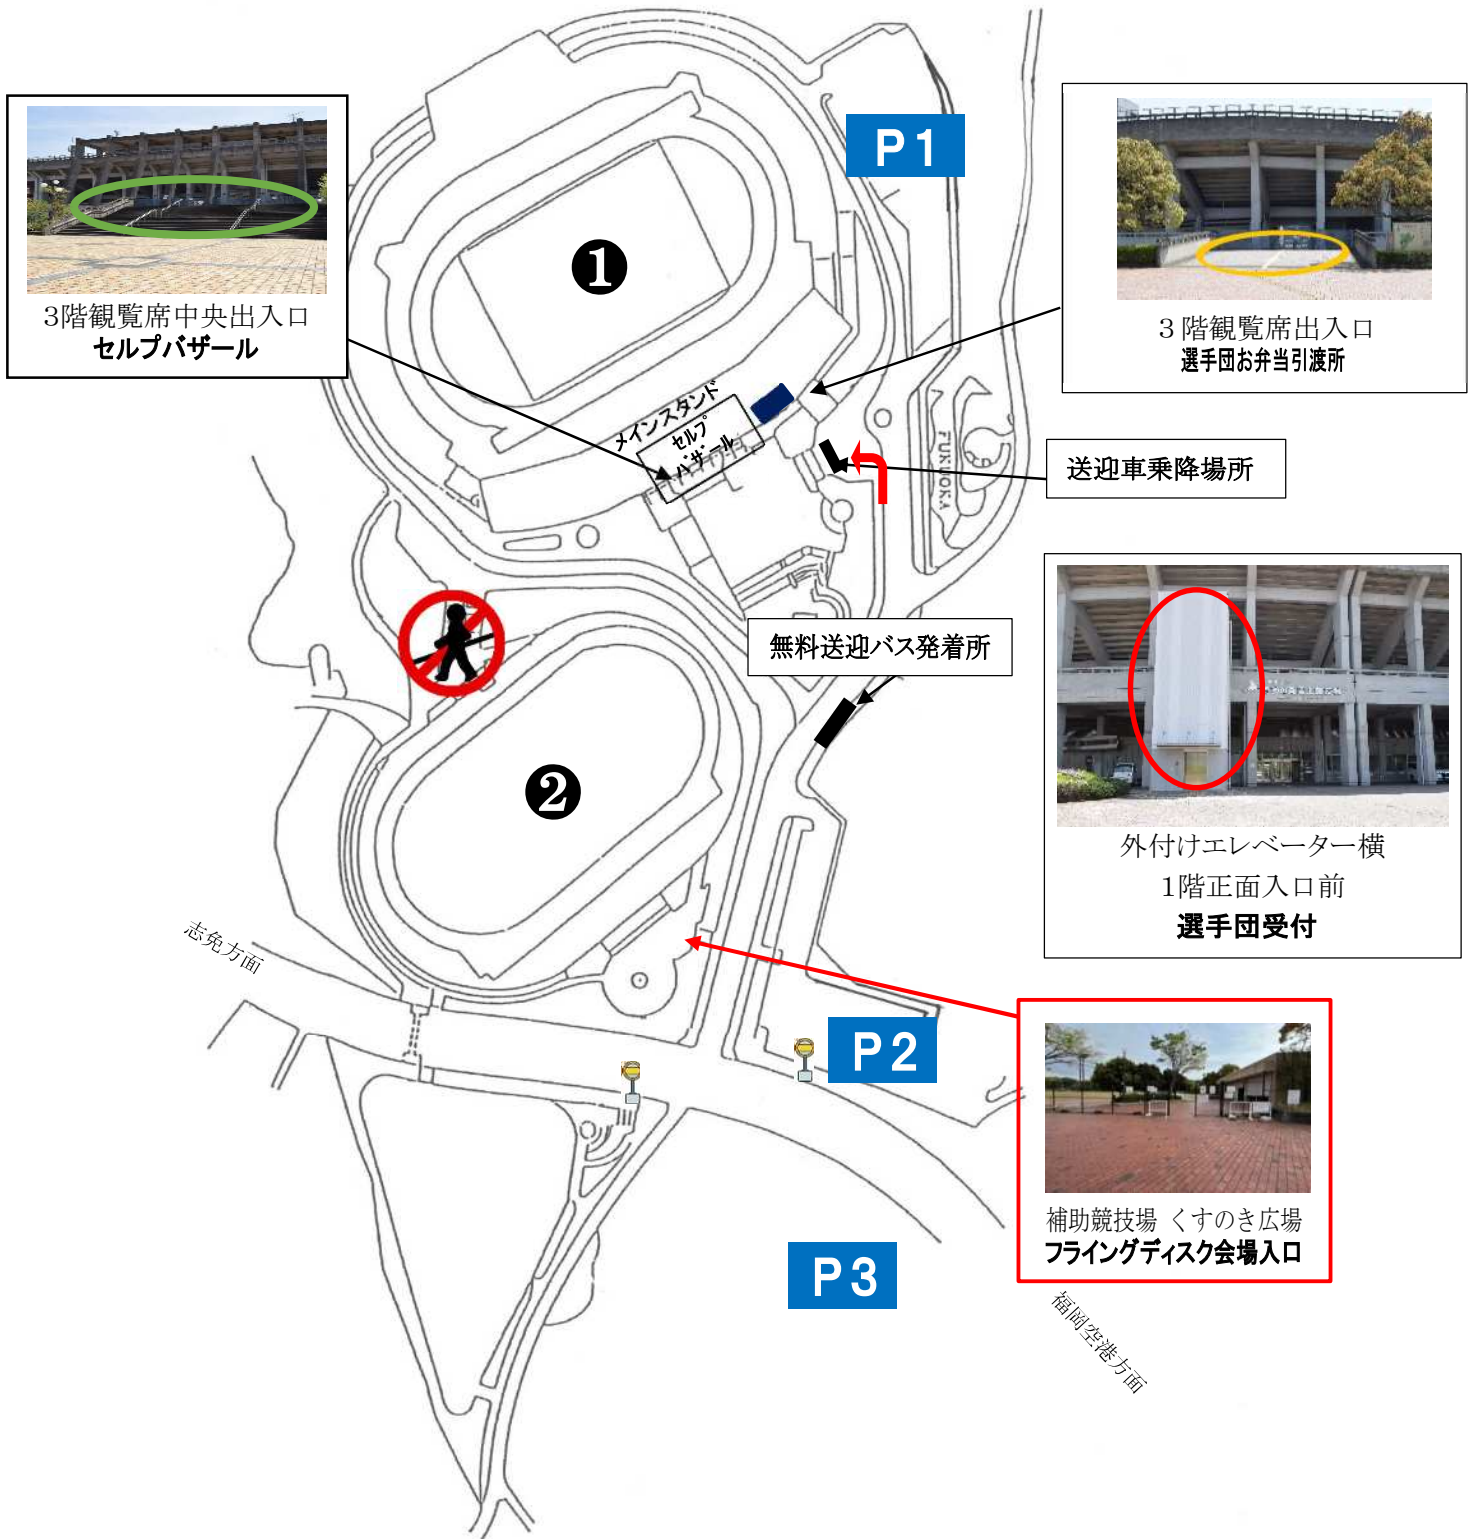 P1
3階観覧席中央出入口
セルプバザール
❶
3階観覧席出入口
選手団お弁当引渡所
メインスタンド
セルプ
バザール
FUKUOKA
送迎車乗降場所
無料送迎バス発着所
❷
外付けエレベーター横
1階正面入口前
選手団受付
志免方面
P2
補助競技場 くすのき広場
フライングディスク会場入口
P3
福岡空港方面